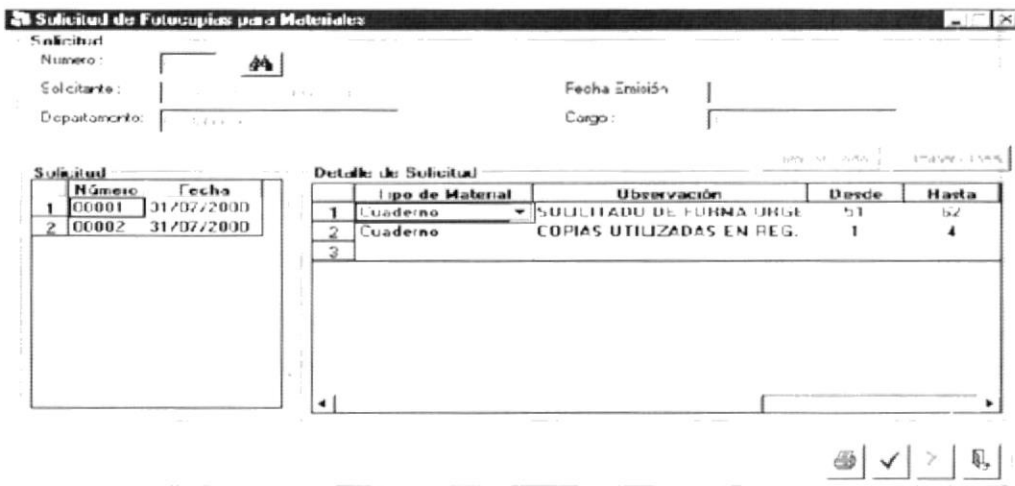 Solicitud de Fotocopias para Materiales
Solicitud
Número :
Solicitante :
Fecha Emisión
Departamento:
Cargo :
Solicitud
Número Fecha
1 00001 31/07/2000
2 00002 31/07/2000
Detalle de Solicitud
Tipo de Material Observación Desde Hasta
1 Cuaderno SOLICITADO DE FORMA URGE 51 62
2 Cuaderno COPIAS UTILIZADAS EN REG. 1 4
3